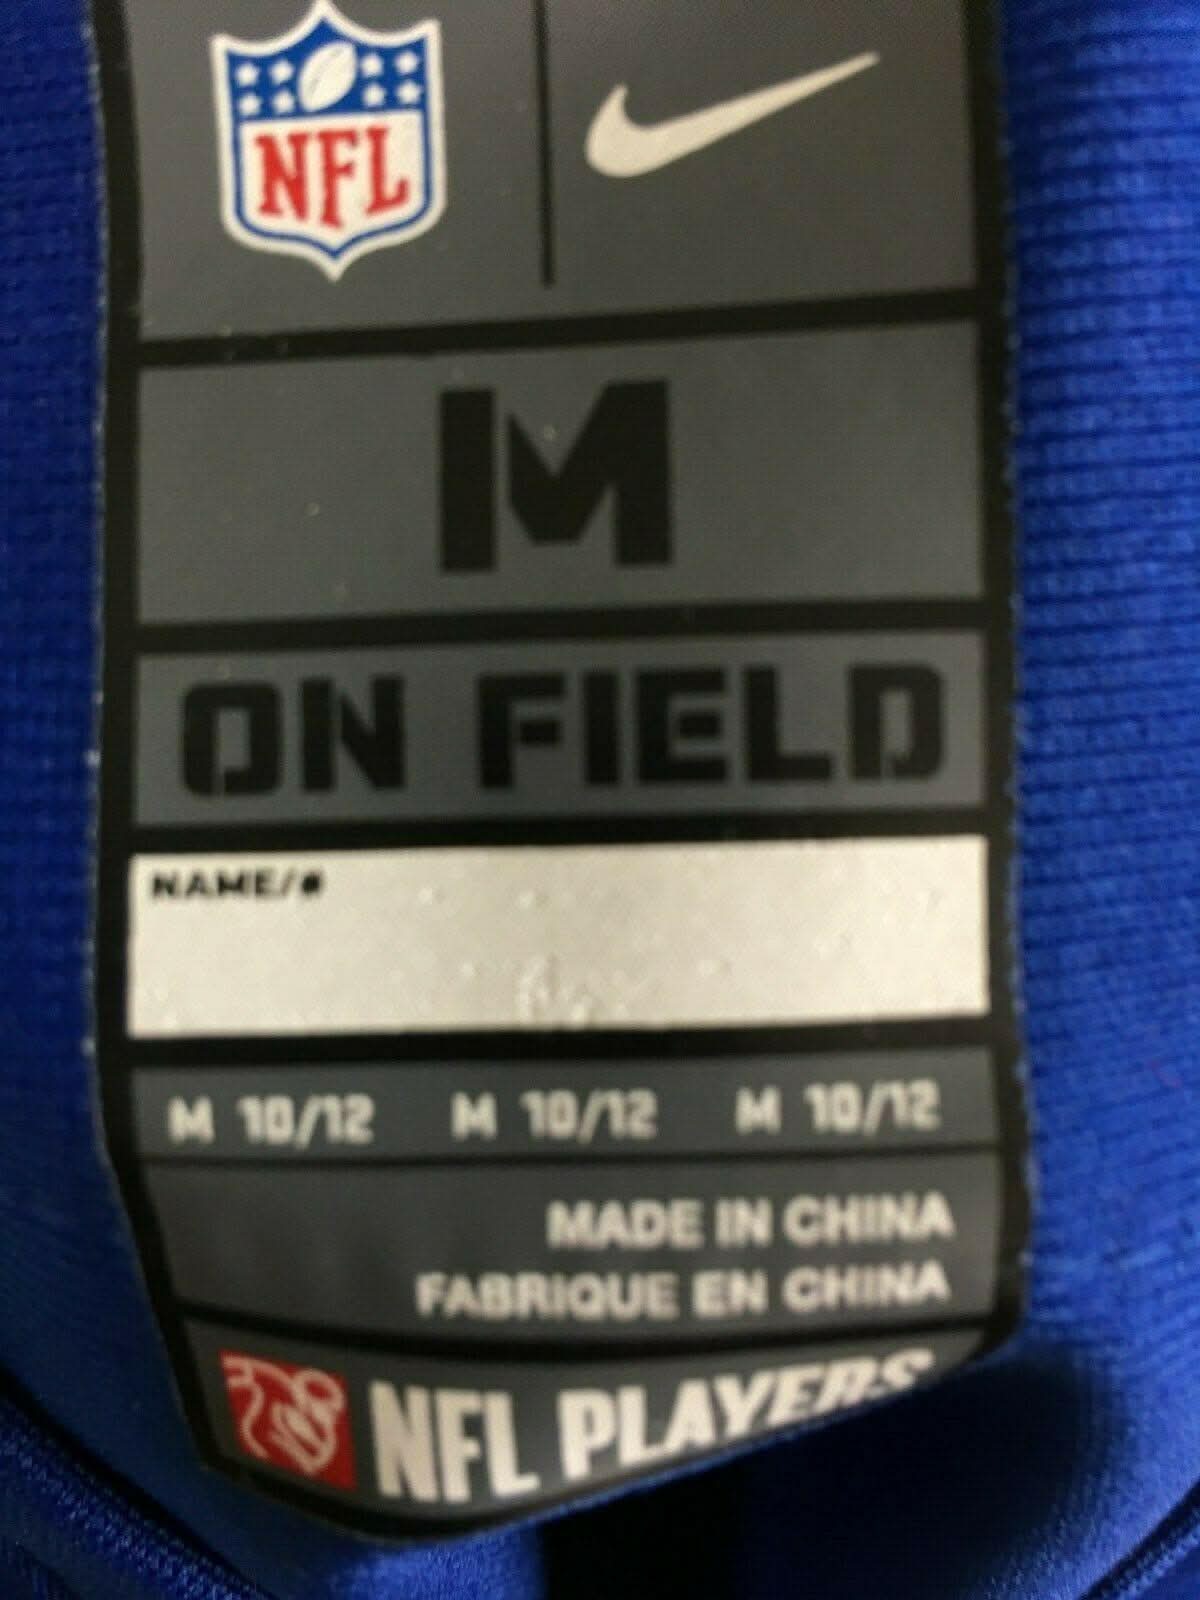 NFL
M
ON FIELD
NAME/#
M 10/12 M 10/12 M 10/12
MADE IN CHINA
FABRIQUE EN CHINA
NFL PLAYERS